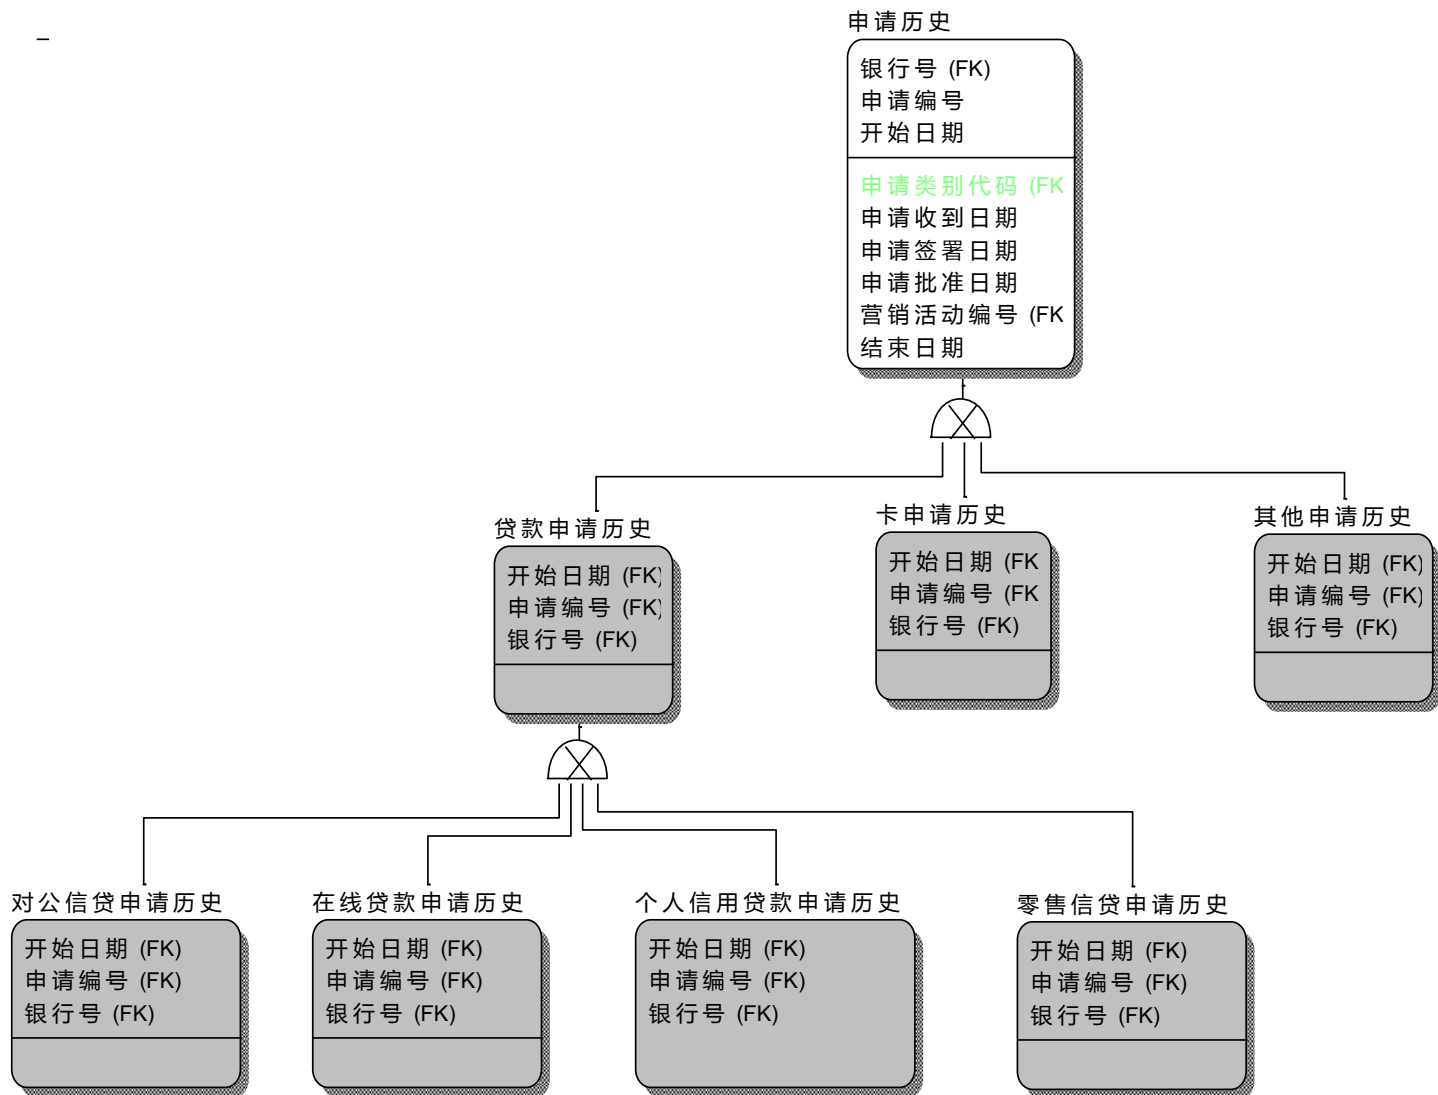 申请历史
银行号 (FK)
申请编号
开始日期
申请类别代码 (FK
申请收到日期
申请签署日期
申请批准日期
营销活动编号 (FK
结束日期
贷款申请历史
开始日期 (FK)
申请编号 (FK)
银行号 (FK)
卡申请历史
开始日期 (FK
申请编号 (FK
银行号 (FK)
其他申请历史
开始日期 (FK)
申请编号 (FK)
银行号 (FK)
对公信贷申请历史
开始日期 (FK)
申请编号 (FK)
银行号 (FK)
在线贷款申请历史
开始日期 (FK)
申请编号 (FK)
银行号 (FK)
个人信用贷款申请历史
开始日期 (FK)
申请编号 (FK)
银行号 (FK)
零售信贷申请历史
开始日期 (FK)
申请编号 (FK)
银行号 (FK)